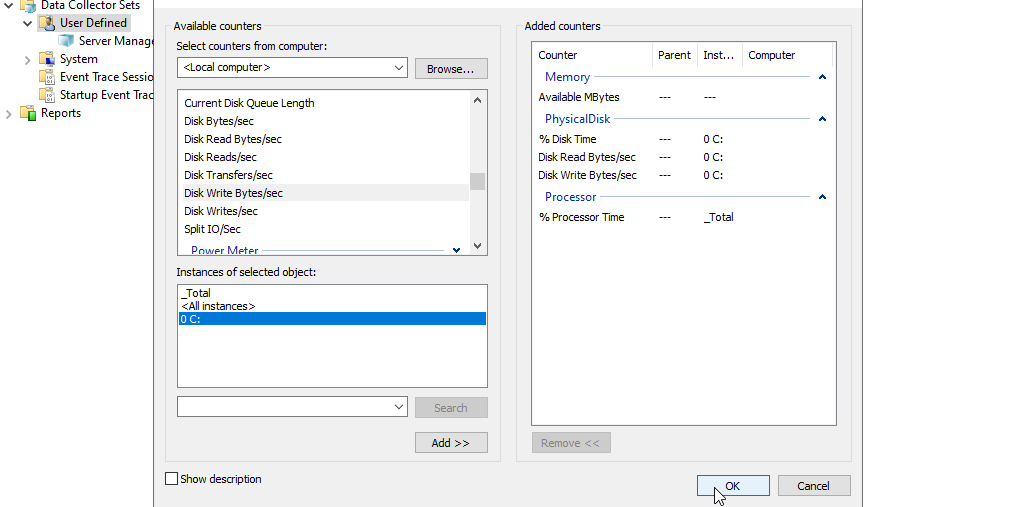 Data Collector Sets
User Defined
Server Manag
System
Event Trace Sessio
Startup Event Trac
Reports
Available counters
Select counters from computer:
<Local computer>
Browse...
Current Disk Queue Length
Disk Bytes/sec
Disk Read Bytes/sec
Disk Reads/sec
Disk Transfers/sec
Disk Write Bytes/sec
Disk Writes/sec
Split IO/Sec
Power Meter
Instances of selected object:
_Total
<All instances>
0 C:
Search
Add >>
Show description
Added counters
Counter Parent Inst... Computer
Memory
Available MBytes --- ---
PhysicalDisk
% Disk Time --- 0 C:
Disk Read Bytes/sec --- 0 C:
Disk Write Bytes/sec --- 0 C:
Processor
% Processor Time --- _Total
Remove <<
OK
Cancel